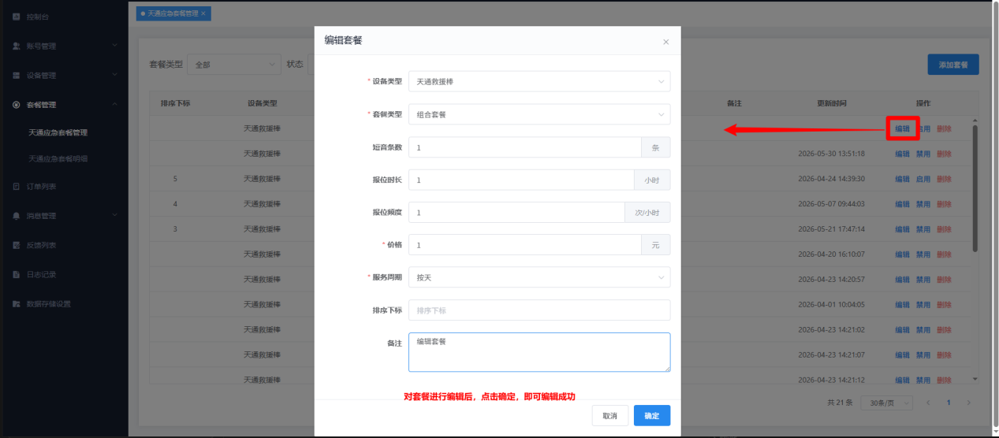 控制台
天通应急套餐管理 ×
账号管理
设备管理
套餐管理
天通应急套餐管理
天通应急套餐明细
订单列表
消息管理
反馈列表
日志记录
数据存储设置
套餐类型 全部 状态
添加套餐
排序下标 设备类型 备注 更新时间 操作
天通救援棒 编辑 启用 删除
天通救援棒 2026-05-30 13:51:18 编辑 禁用 删除
5 天通救援棒 2026-04-24 14:39:30 编辑 启用 删除
4 天通救援棒 2026-05-07 09:44:03 编辑 禁用 删除
3 天通救援棒 2026-05-21 17:47:14 编辑 禁用 删除
天通救援棒 2026-04-20 16:10:07 编辑 禁用 删除
天通救援棒 2026-04-23 14:20:57 编辑 禁用 删除
天通救援棒 2026-04-01 10:04:05 编辑 禁用 删除
天通救援棒 2026-04-23 14:21:02 编辑 禁用 删除
天通救援棒 2026-04-23 14:21:07 编辑 禁用 删除
天通救援棒 2026-04-23 14:21:12 编辑 禁用 删除
共 21 条 30条/页 1
编辑套餐
* 设备类型 天通救援棒
* 套餐类型 组合套餐
短音条数 1 条
报位时长 1 小时
报位频度 1 次/小时
* 价格 1 元
* 服务周期 按天
排序下标 排序下标
备注 编辑套餐
对套餐进行编辑后，点击确定，即可编辑成功
取消 确定